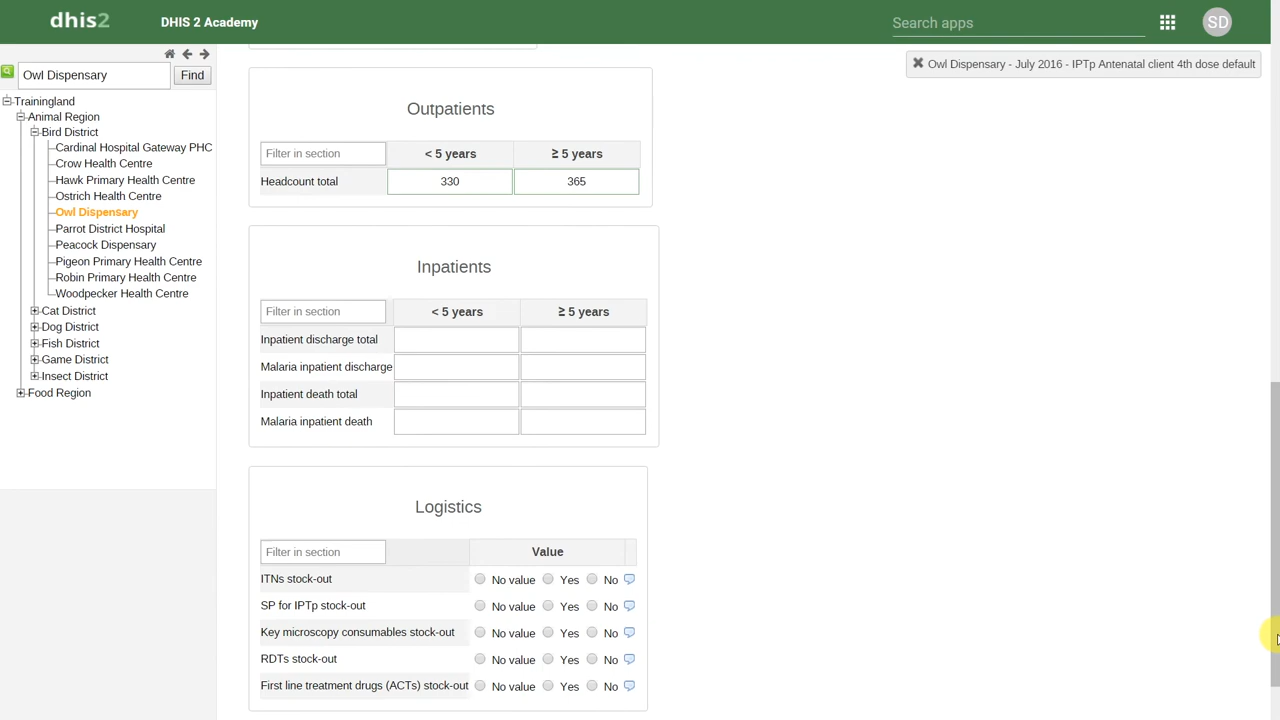 dhis2
DHIS 2 Academy
Search apps
SD
Owl Dispensary
Find
Owl Dispensary - July 2016 - IPTp Antenatal client 4th dose default
Trainingland
Animal Region
Bird District
Cardinal Hospital Gateway PHC
Crow Health Centre
Hawk Primary Health Centre
Ostrich Health Centre
Owl Dispensary
Parrot District Hospital
Peacock Dispensary
Pigeon Primary Health Centre
Robin Primary Health Centre
Woodpecker Health Centre
Cat District
Dog District
Fish District
Game District
Insect District
Food Region
Outpatients
Filter in section < 5 years ≥ 5 years
Headcount total 330 365
Inpatients
Filter in section < 5 years ≥ 5 years
Inpatient discharge total
Malaria inpatient discharge
Inpatient death total
Malaria inpatient death
Logistics
Filter in section Value
ITNs stock-out No value Yes No
SP for IPTp stock-out No value Yes No
Key microscopy consumables stock-out No value Yes No
RDTs stock-out No value Yes No
First line treatment drugs (ACTs) stock-out No value Yes No